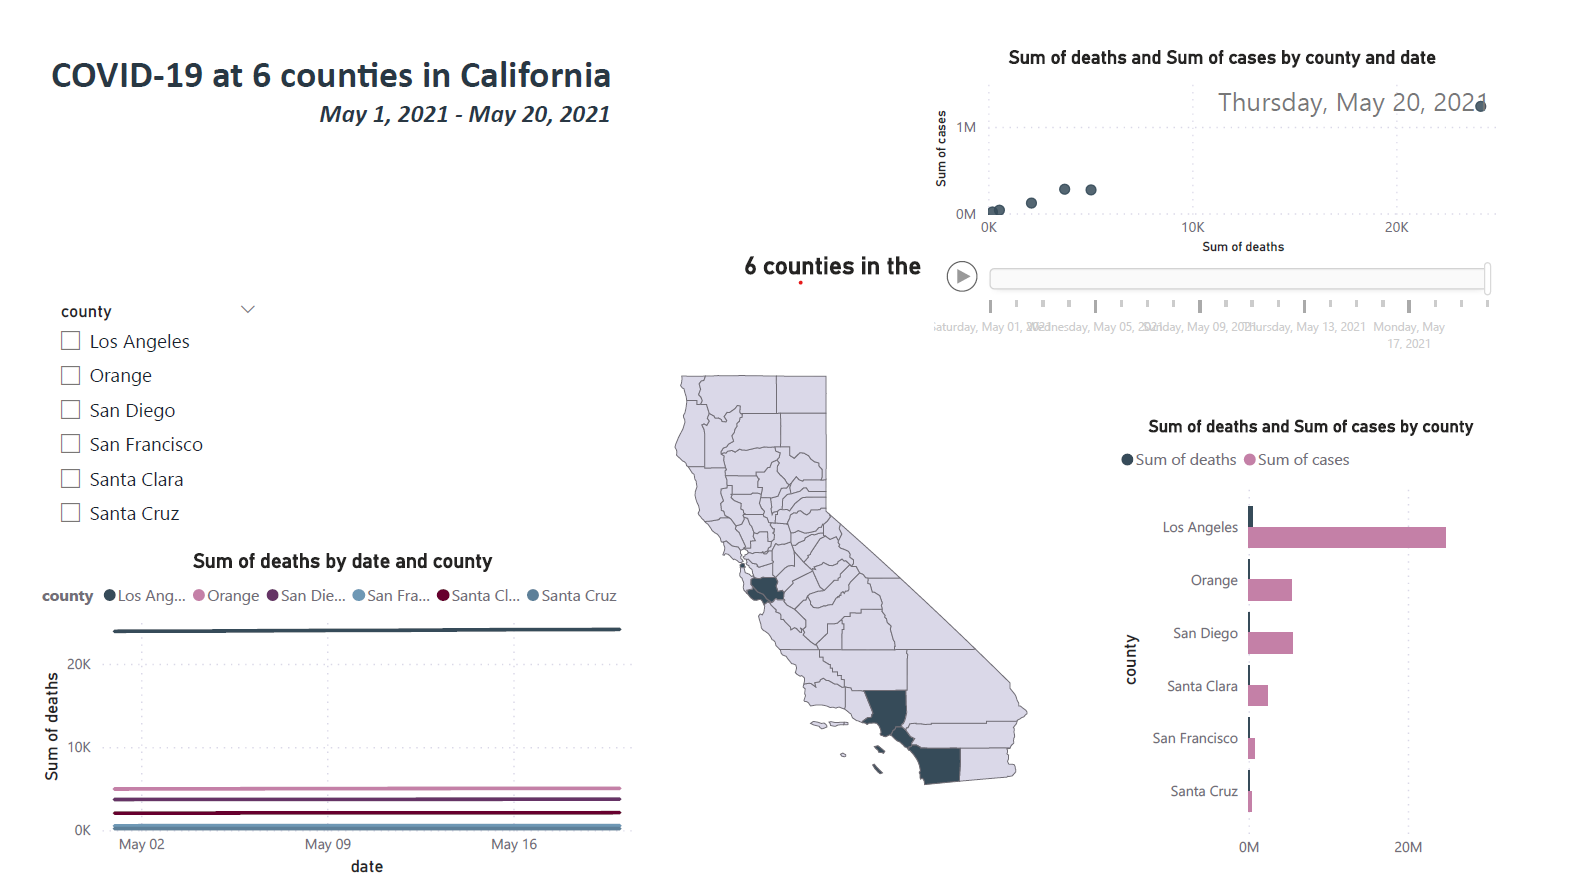 COVID-19 at 6 counties in California
May 1, 2021 - May 20, 2021
Sum of deaths and Sum of cases by county and date
Thursday, May 20, 2021
Sum of cases
1M
0M
0K
10K
20K
Sum of deaths
Saturday, May 01, 2021
Wednesday, May 05, 2021
Sunday, May 09, 2021
Thursday, May 13, 2021
Monday, May
17, 2021
6 counties in the
county
Los Angeles
Orange
San Diego
San Francisco
Santa Clara
Santa Cruz
Sum of deaths by date and county
county Los Ang... Orange San Die... San Fra... Santa Cl... Santa Cruz
Sum of deaths
20K
10K
0K
May 02
May 09
May 16
date
Sum of deaths and Sum of cases by county
Sum of deaths Sum of cases
county
Los Angeles
Orange
San Diego
Santa Clara
San Francisco
Santa Cruz
0M
20M